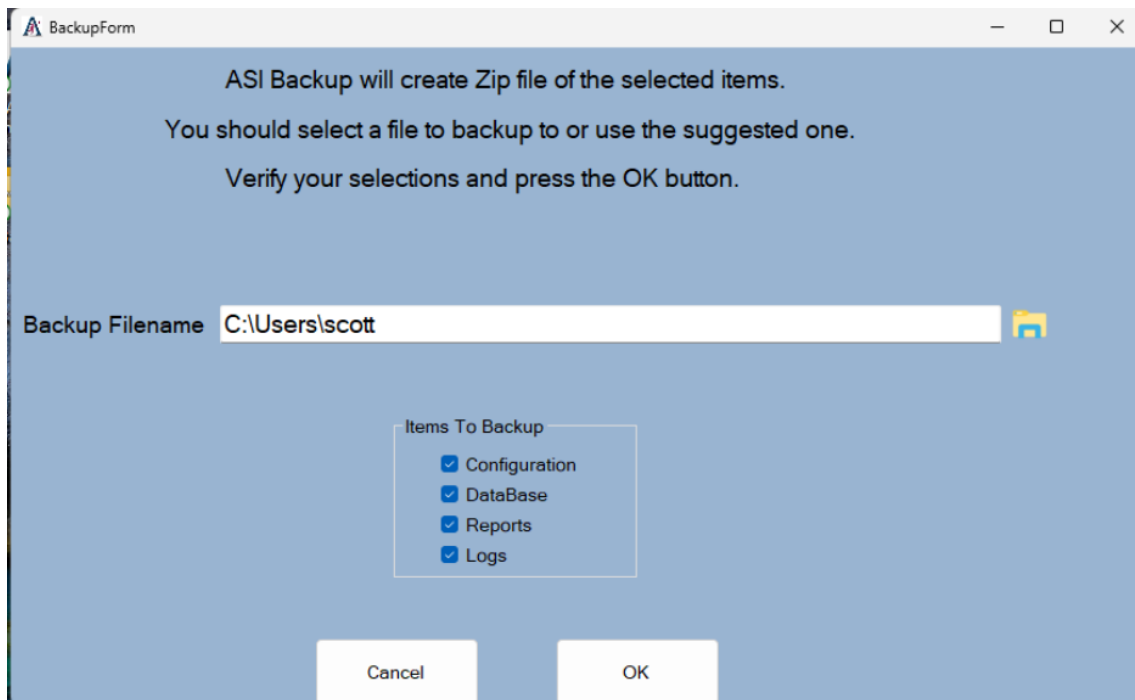 BackupForm
ASI Backup will create Zip file of the selected items.
You should select a file to backup to or use the suggested one.
Verify your selections and press the OK button.
Backup Filename C:\Users\scott
Items To Backup
Configuration
DataBase
Reports
Logs
Cancel OK